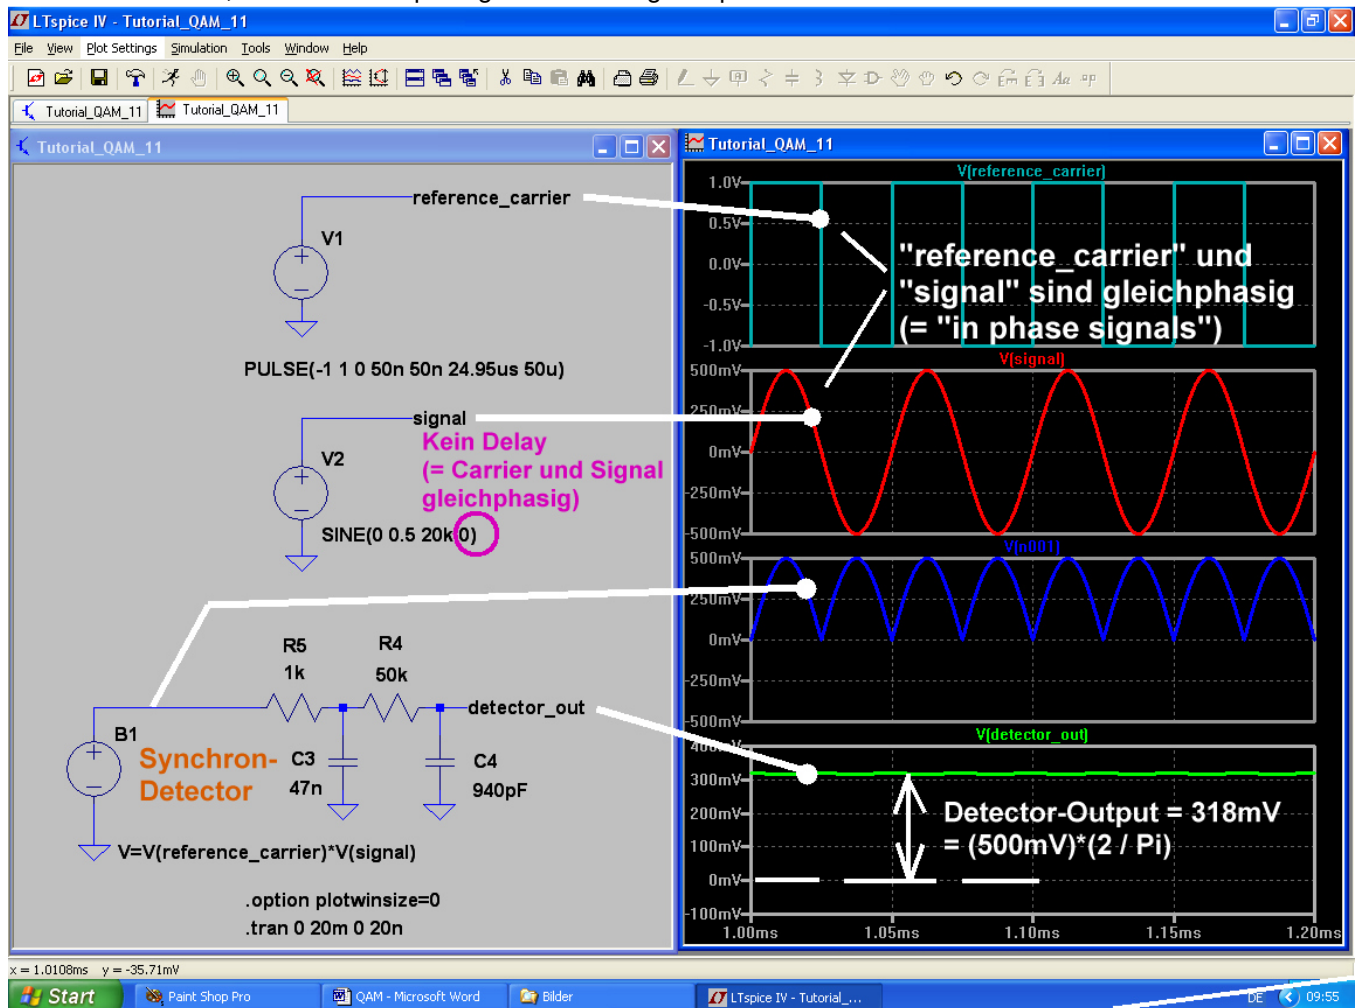 LTspice IV - Tutorial_QAM_11
File View Plot Settings Simulation Tools Window Help
Tutorial_QAM_11 Tutorial_QAM_11
Tutorial_QAM_11
reference_carrier
V1
PULSE(-1 1 0 50n 50n 24.95us 50u)
signal
Kein Delay
(= Carrier und Signal
gleichphasig)
V2
SINE(0 0.5 20k 0)
R5
1k
R4
50k
detector_out
B1
Synchron-
Detector
C3
47n
C4
940pF
V=V(reference_carrier)*V(signal)
.option plotwinsize=0
.tran 0 20m 0 20n
Tutorial_QAM_11
V(reference_carrier)
1.0V
0.5V
0.0V
-0.5V
-1.0V
"reference_carrier" und
"signal" sind gleichphasig
(= "in phase signals")
V(signal)
500mV
250mV
0mV
-250mV
-500mV
V(n001)
500mV
250mV
0mV
-250mV
-500mV
V(detector_out)
400mV
300mV
200mV
100mV
0mV
-100mV
Detector-Output = 318mV
= (500mV)*(2 / Pi)
1.00ms 1.05ms 1.10ms 1.15ms 1.20ms
x = 1.0108ms y = -35.71mV
Start Paint Shop Pro QAM - Microsoft Word Bilder LTspice IV - Tutorial_... DE 09:55